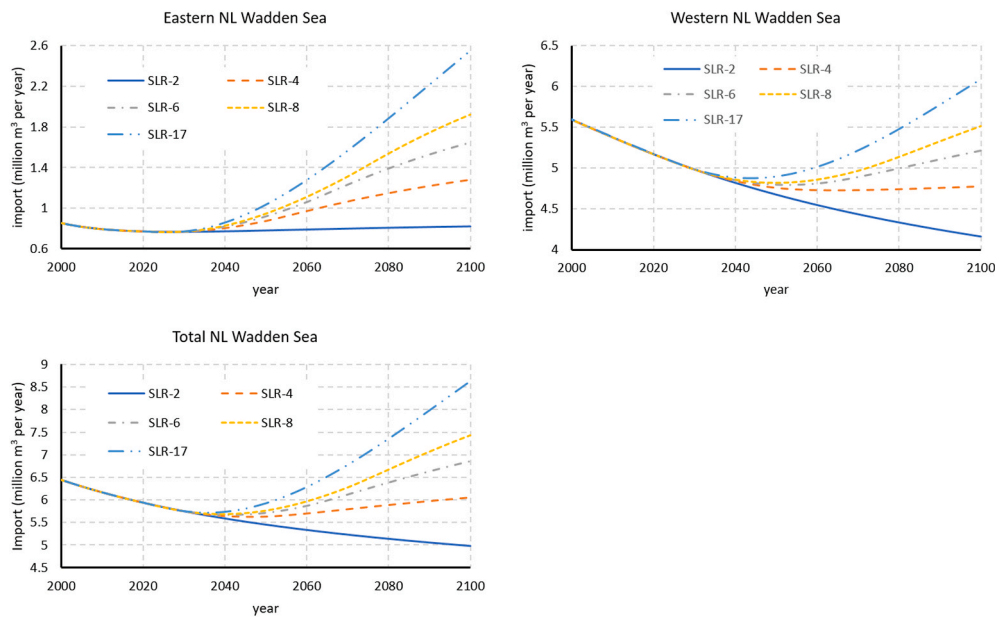 Eastern NL Wadden Sea
import (million m³ per year)
2.6
2.2
1.8
1.4
1
0.6
SLR-2
SLR-4
SLR-6
SLR-8
SLR-17
2000 2020 2040 2060 2080 2100
year
Western NL Wadden Sea
import (million m³ per year)
6.5
6
5.5
5
4.5
4
SLR-2
SLR-4
SLR-6
SLR-8
SLR-17
2000 2020 2040 2060 2080 2100
year
Total NL Wadden Sea
Import (million m³ per year)
9
8.5
8
7.5
7
6.5
6
5.5
5
4.5
SLR-2
SLR-4
SLR-6
SLR-8
SLR-17
2000 2020 2040 2060 2080 2100
year